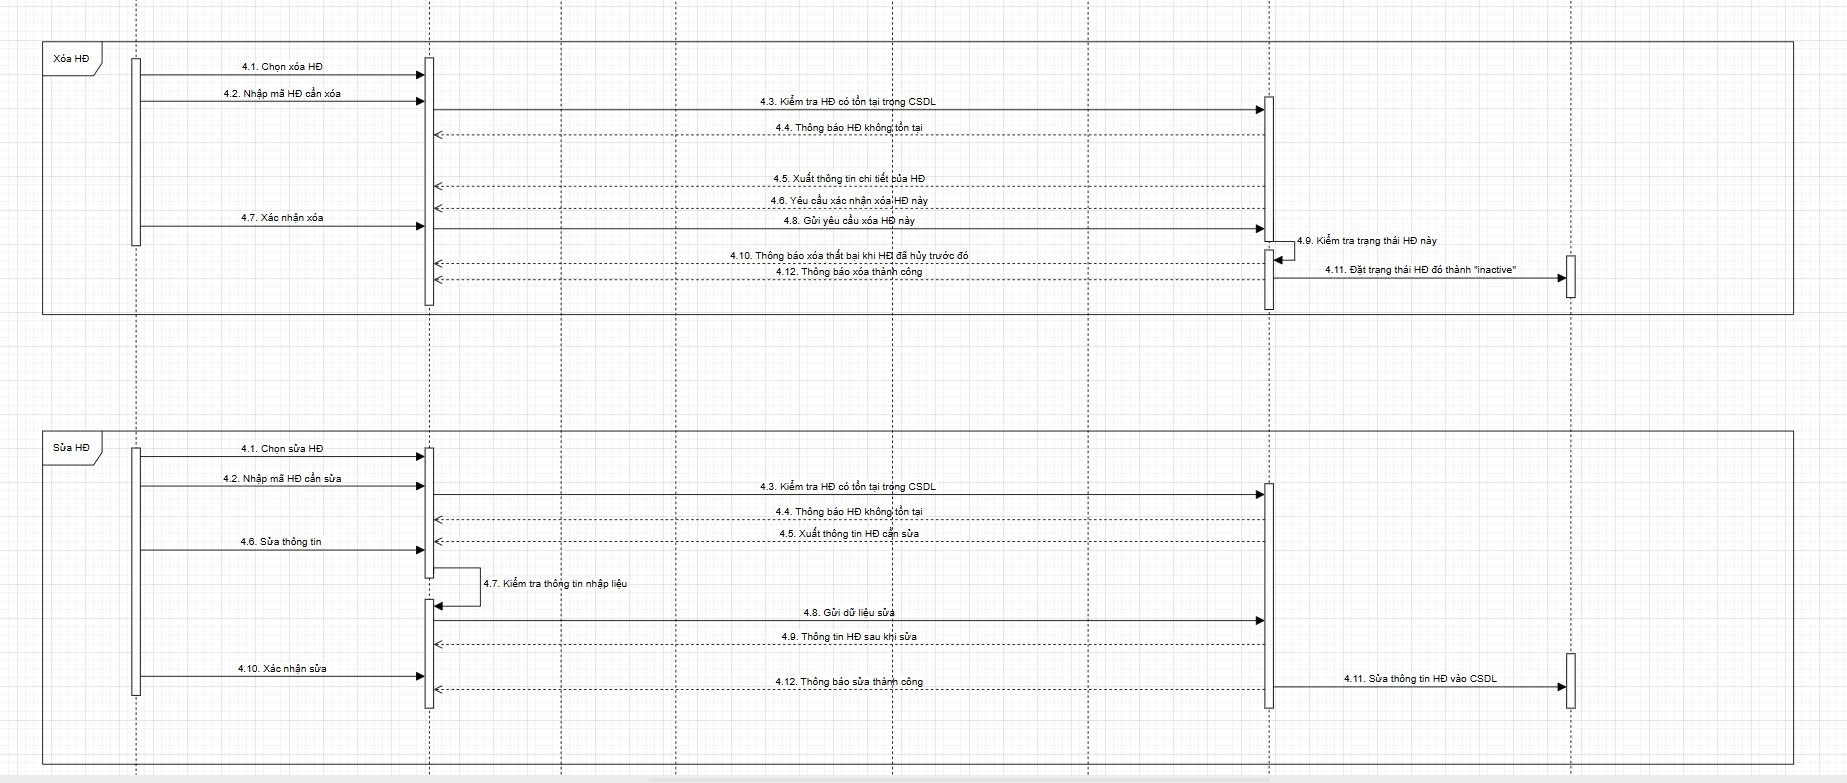 Xóa HĐ
4.1. Chọn xóa HĐ
4.2. Nhập mã HĐ cần xóa
4.3. Kiểm tra HĐ có tồn tại trong CSDL
4.4. Thông báo HĐ không tồn tại
4.5. Xuất thông tin chi tiết của HĐ
4.6. Yêu cầu xác nhận xóa HĐ này
4.7. Xác nhận xóa
4.8. Gửi yêu cầu xóa HĐ này
4.9. Kiểm tra trạng thái HĐ này
4.10. Thông báo xóa thất bại khi HĐ đã hủy trước đó
4.12. Thông báo xóa thành công
4.11. Đặt trạng thái HĐ đó thành "inactive"
Sửa HĐ
4.1. Chọn sửa HĐ
4.2. Nhập mã HĐ cần sửa
4.3. Kiểm tra HĐ có tồn tại trong CSDL
4.4. Thông báo HĐ không tồn tại
4.5. Xuất thông tin HĐ cần sửa
4.6. Sửa thông tin
4.7. Kiểm tra thông tin nhập liệu
4.8. Gửi dữ liệu sửa
4.9. Thông tin HĐ sau khi sửa
4.10. Xác nhận sửa
4.12. Thông báo sửa thành công
4.11. Sửa thông tin HĐ vào CSDL